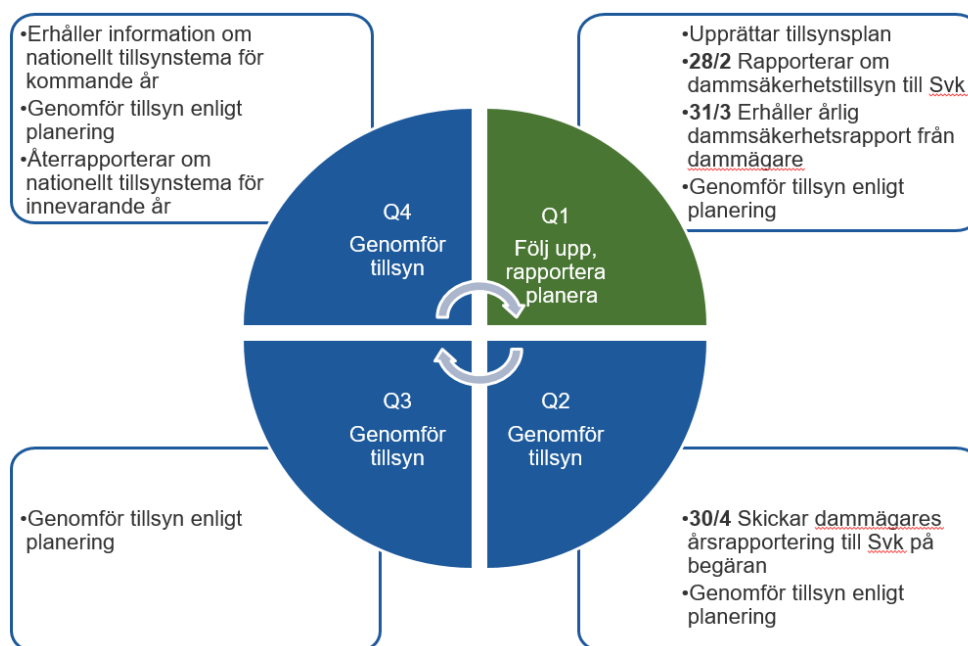 •Erhåller information om
nationellt tillsynstema för
kommande år
•Genomför tillsyn enligt
planering
•Återrapporterar om
nationellt tillsynstema för
innevarande år
•Upprättar tillsynsplan
•28/2 Rapporterar om
dammsäkerhetstillsyn till Svk
•31/3 Erhåller årlig
dammsäkerhetsrapport från
dammägare
•Genomför tillsyn enligt
planering
Q4
Genomför
tillsyn
Q1
Följ upp,
rapportera
planera
Q3
Genomför
tillsyn
Q2
Genomför
tillsyn
•Genomför tillsyn enligt
planering
•30/4 Skickar dammägares
årsrapportering till Svk på
begäran
•Genomför tillsyn enligt
planering